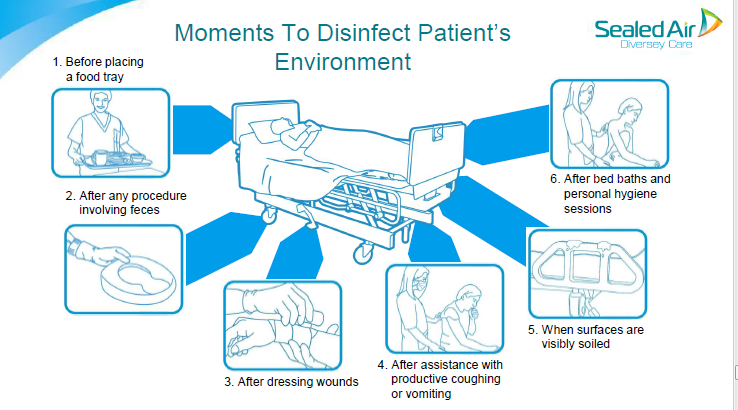 Moments To Disinfect Patient's
Environment
Sealed Air
Diversey Care
1. Before placing
a food tray
2. After any procedure
involving feces
3. After dressing wounds
4. After assistance with
productive coughing
or vomiting
5. When surfaces are
visibly soiled
6. After bed baths and
personal hygiene
sessions